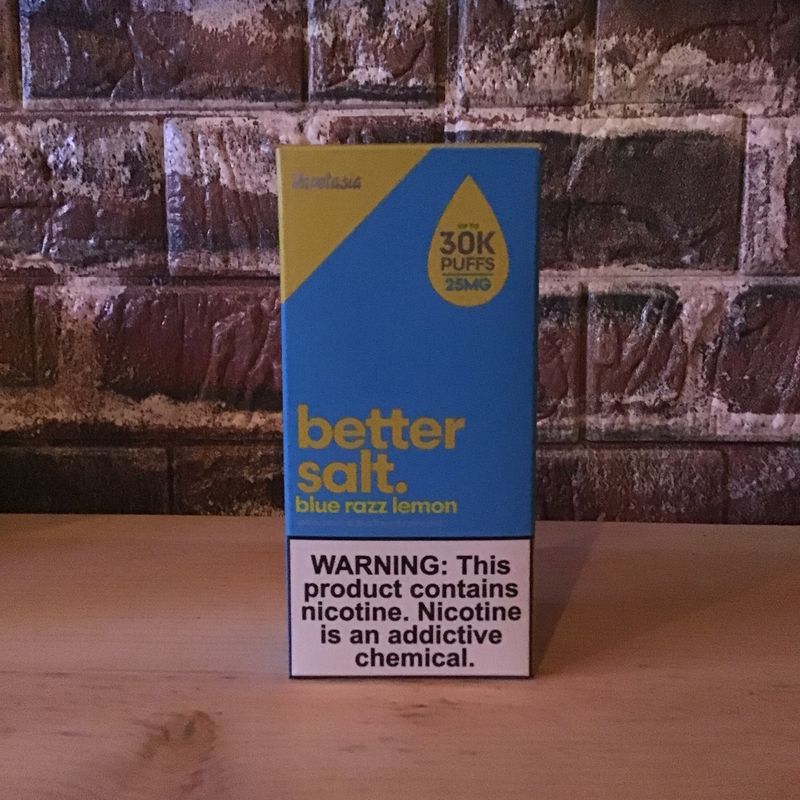 Vapetasia
UP TO
30K
PUFFS
25MG
better
salt.
blue razz lemon
WARNING: This
product contains
nicotine. Nicotine
is an addictive
chemical.